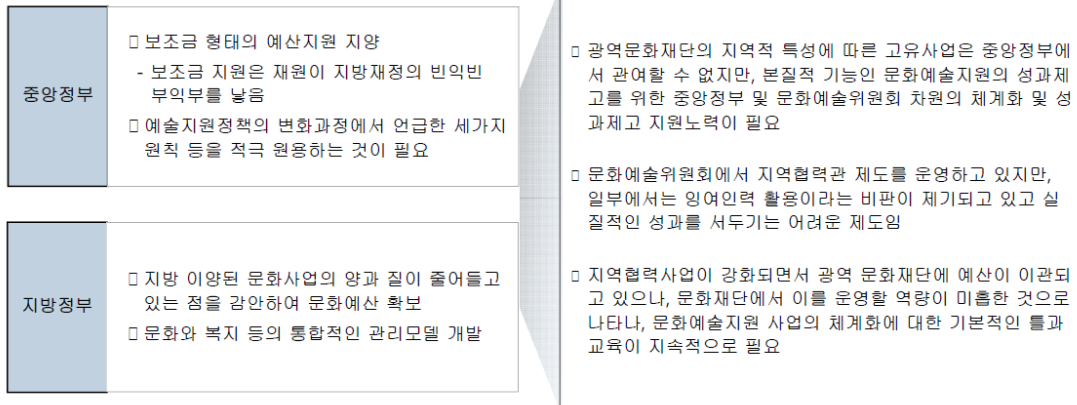 중앙정부
▯ 보조금 형태의 예산지원 지양
- 보조금 지원은 재원이 지방재정의 빈익빈
부익부를 낳음
▯ 예술지원정책의 변화과정에서 언급한 세가지
원칙 등을 적극 원용하는 것이 필요
지방정부
▯ 지방 이양된 문화사업의 양과 질이 줄어들고
있는 점을 감안하여 문화예산 확보
▯ 문화와 복지 등의 통합적인 관리모델 개발
▯ 광역문화재단의 지역적 특성에 따른 고유사업은 중앙정부에
서 관여할 수 없지만, 본질적 기능인 문화예술지원의 성과제
고를 위한 중앙정부 및 문화예술위원회 차원의 체계화 및 성
과제고 지원노력이 필요
▯ 문화예술위원회에서 지역협력관 제도를 운영하고 있지만,
일부에서는 잉여인력 활용이라는 비판이 제기되고 있고 실
질적인 성과를 서두기는 어려운 제도임
▯ 지역협력사업이 강화되면서 광역 문화재단에 예산이 이관되
고 있으나, 문화재단에서 이를 운영할 역량이 미흡한 것으로
나타나, 문화예술지원 사업의 체계화에 대한 기본적인 틀과
교육이 지속적으로 필요